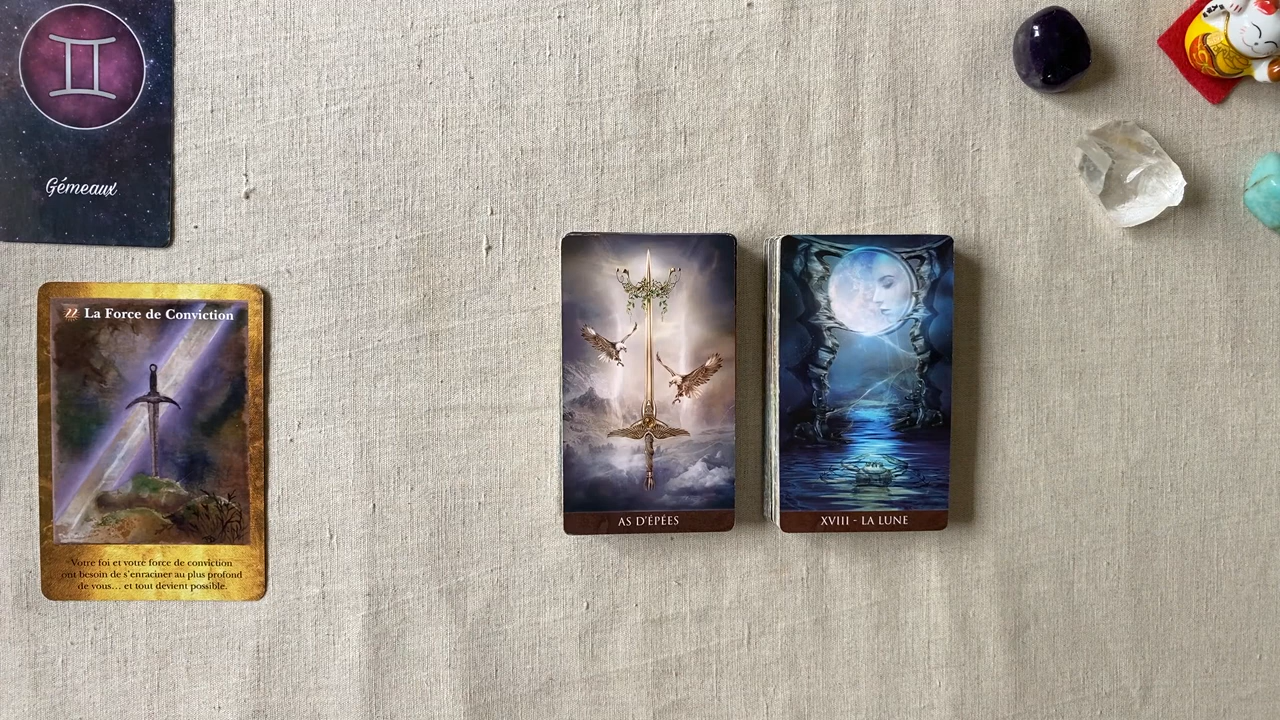 Gémeaux
22 La Force de Conviction
Votre foi et votre force de conviction
ont besoin de s'enraciner au plus profond
de vous... et tout devient possible.
AS D'ÉPÉES
XVIII - LA LUNE